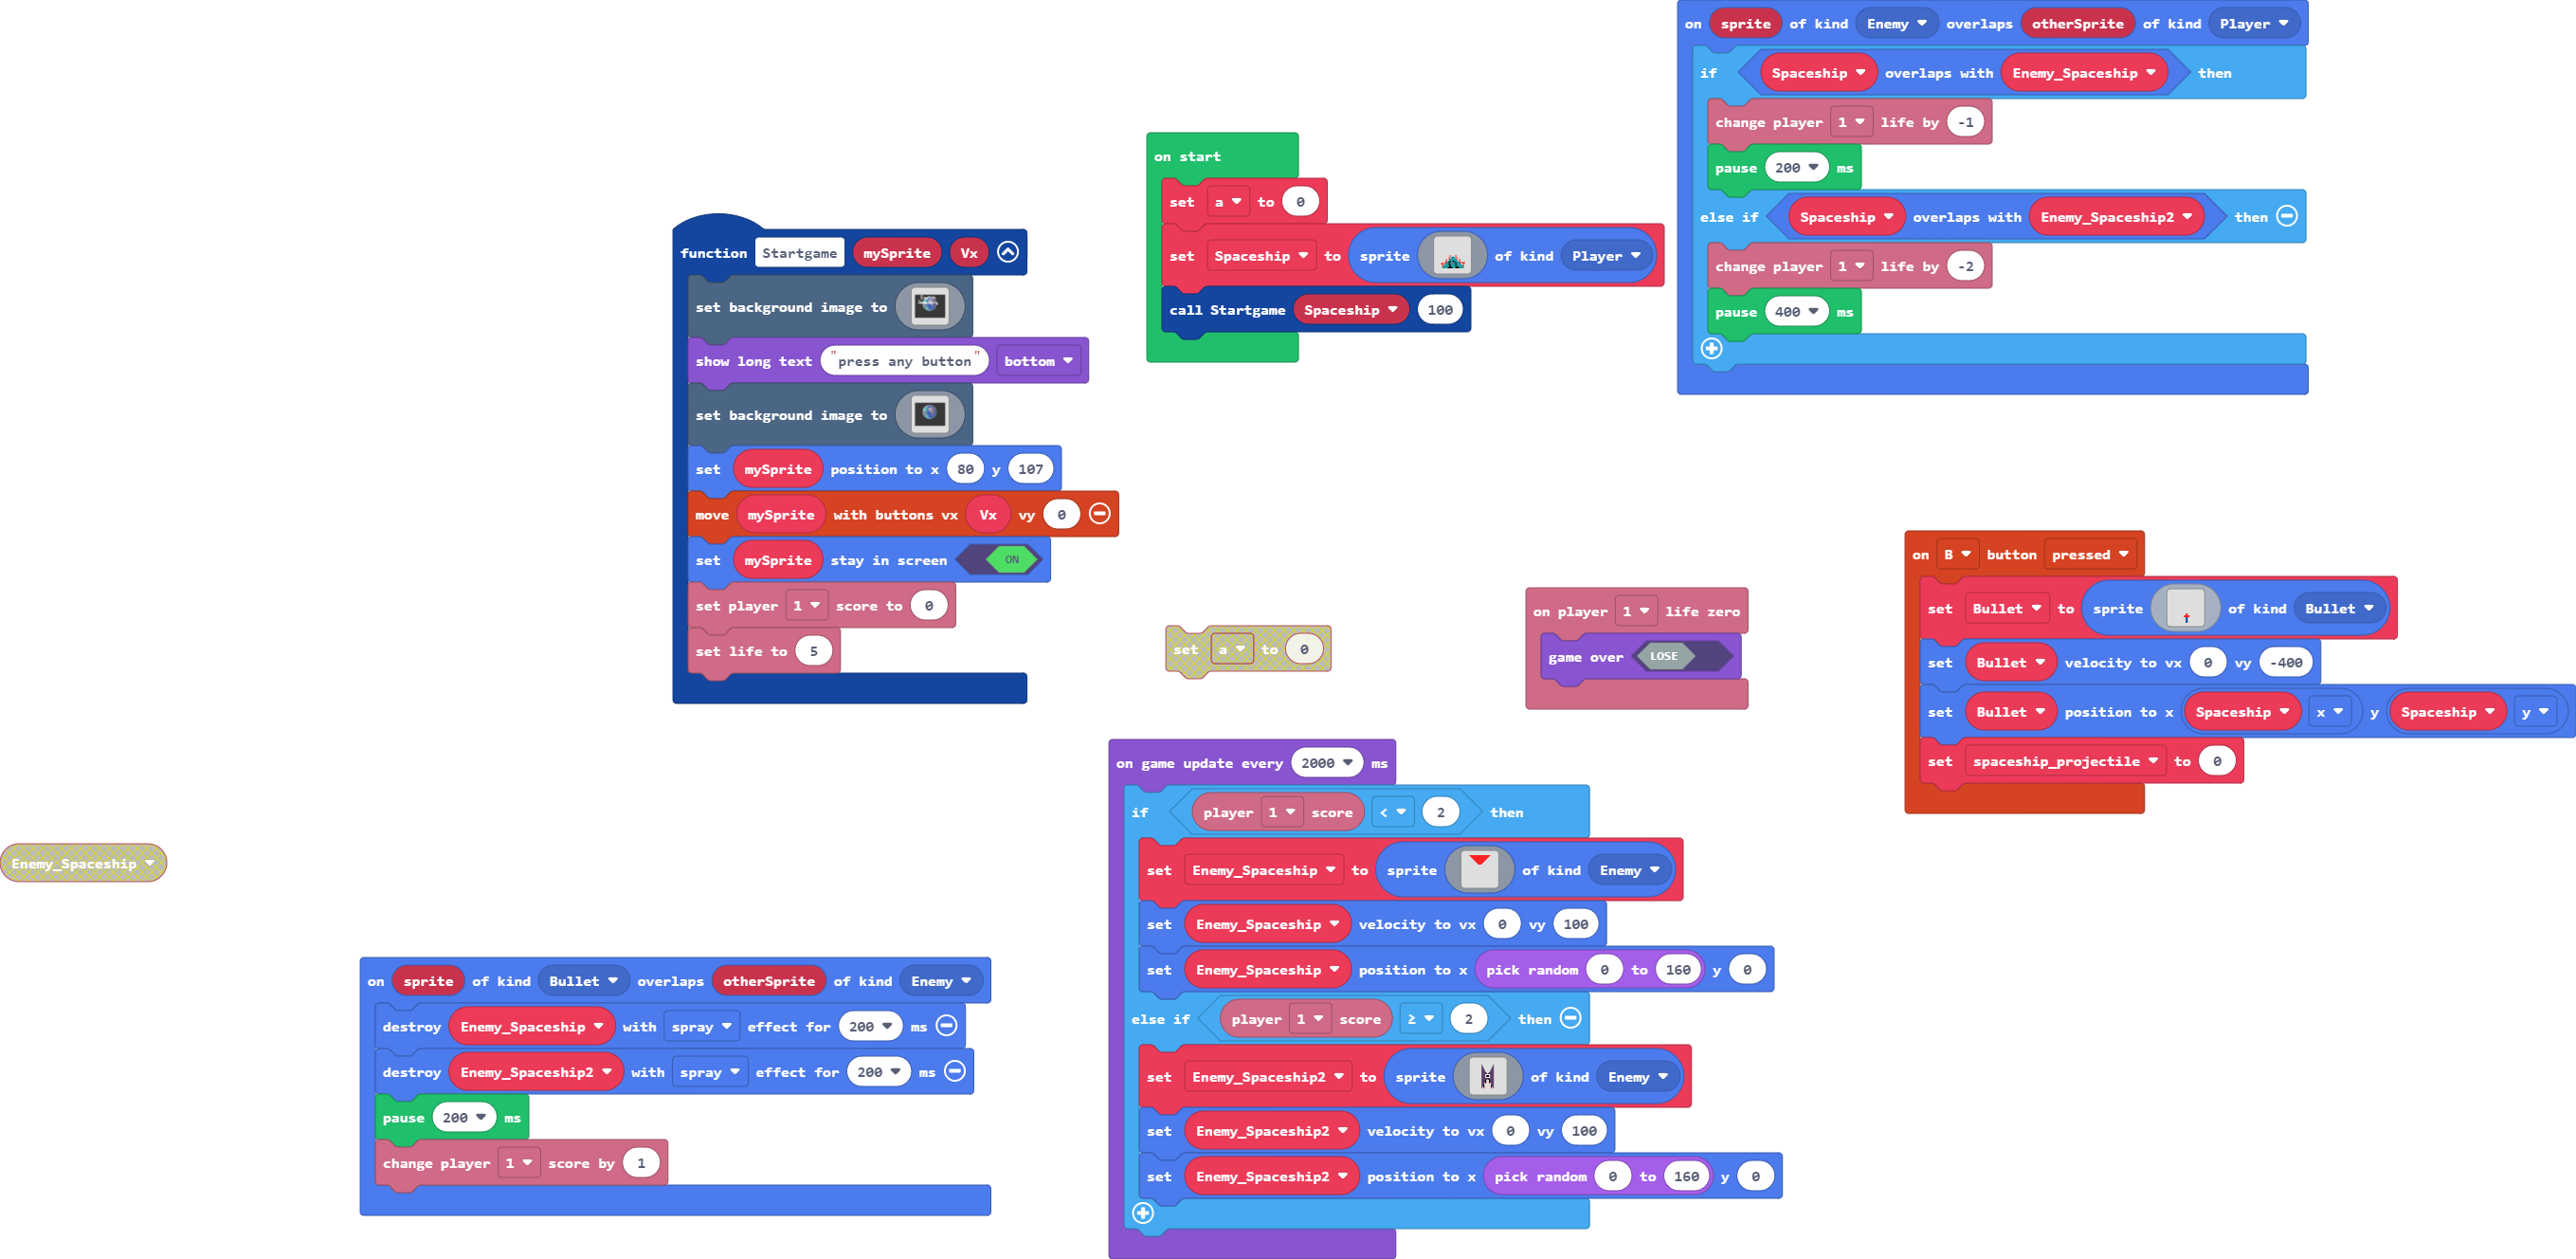 on sprite of kind Enemy overlaps otherSprite of kind Player
if Spaceship overlaps with Enemy_Spaceship then
change player 1 life by -1
pause 200 ms
else if Spaceship overlaps with Enemy_Spaceship2 then
change player 1 life by -2
pause 400 ms
on start
set a to 0
set Spaceship to sprite of kind Player
call Startgame Spaceship 100
function Startgame mySprite Vx
set background image to
show long text "press any button" bottom
set background image to
set mySprite position to x 80 y 107
move mySprite with buttons vx Vx vy 0
set mySprite stay in screen ON
set player 1 score to 0
set life to 5
set a to 0
on player 1 life zero
game over LOSE
on B button pressed
set Bullet to sprite of kind Bullet
set Bullet velocity to vx 0 vy -400
set Bullet position to x Spaceship x y Spaceship y
set spaceship_projectile to 0
on game update every 2000 ms
if player 1 score < 2 then
set Enemy_Spaceship to sprite of kind Enemy
set Enemy_Spaceship velocity to vx 0 vy 100
set Enemy_Spaceship position to x pick random 0 to 160 y 0
else if player 1 score ≥ 2 then
set Enemy_Spaceship2 to sprite of kind Enemy
set Enemy_Spaceship2 velocity to vx 0 vy 100
set Enemy_Spaceship2 position to x pick random 0 to 160 y 0
Enemy_Spaceship
on sprite of kind Bullet overlaps otherSprite of kind Enemy
destroy Enemy_Spaceship with spray effect for 200 ms
destroy Enemy_Spaceship2 with spray effect for 200 ms
pause 200 ms
change player 1 score by 1